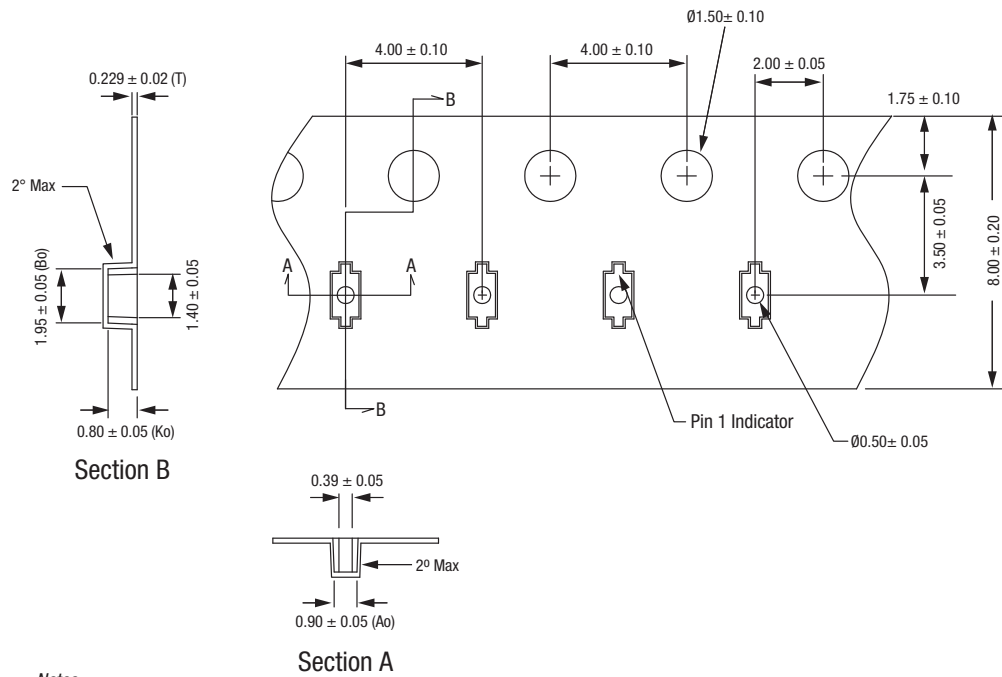 Ø1.50± 0.10
4.00 ± 0.10
4.00 ± 0.10
2.00 ± 0.05
0.229 ± 0.02 (T)
B
1.75 ± 0.10
2° Max
3.50 ± 0.05
8.00 ± 0.20
A
A
1.95 ± 0.05 (Bo)
1.40 ± 0.05
B
Pin 1 Indicator
0.80 ± 0.05 (Ko)
Ø0.50± 0.05
Section B
0.39 ± 0.05
2º Max
0.90 ± 0.05 (Ao)
Section A
Notes